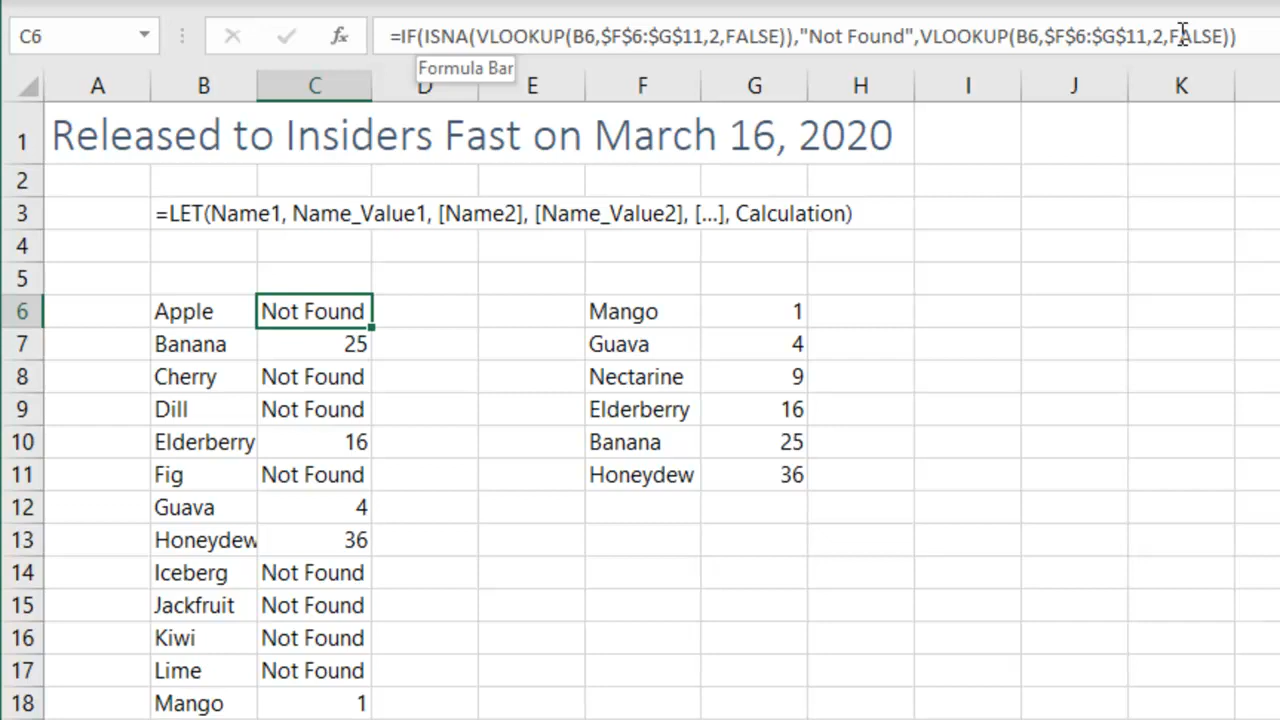 C6 fx =IF(ISNA(VLOOKUP(B6,$F$6:$G$11,2,FALSE)),"Not Found",VLOOKUP(B6,$F$6:$G$11,2,FALSE))
Formula Bar
A B C D E F G H I J K
1 Released to Insiders Fast on March 16, 2020
2
3 =LET(Name1, Name_Value1, [Name2], [Name_Value2], [...], Calculation)
4
5
6 Apple Not Found Mango 1
7 Banana 25 Guava 4
8 Cherry Not Found Nectarine 9
9 Dill Not Found Elderberry 16
10 Elderberry 16 Banana 25
11 Fig Not Found Honeydew 36
12 Guava 4
13 Honeydew 36
14 Iceberg Not Found
15 Jackfruit Not Found
16 Kiwi Not Found
17 Lime Not Found
18 Mango 1